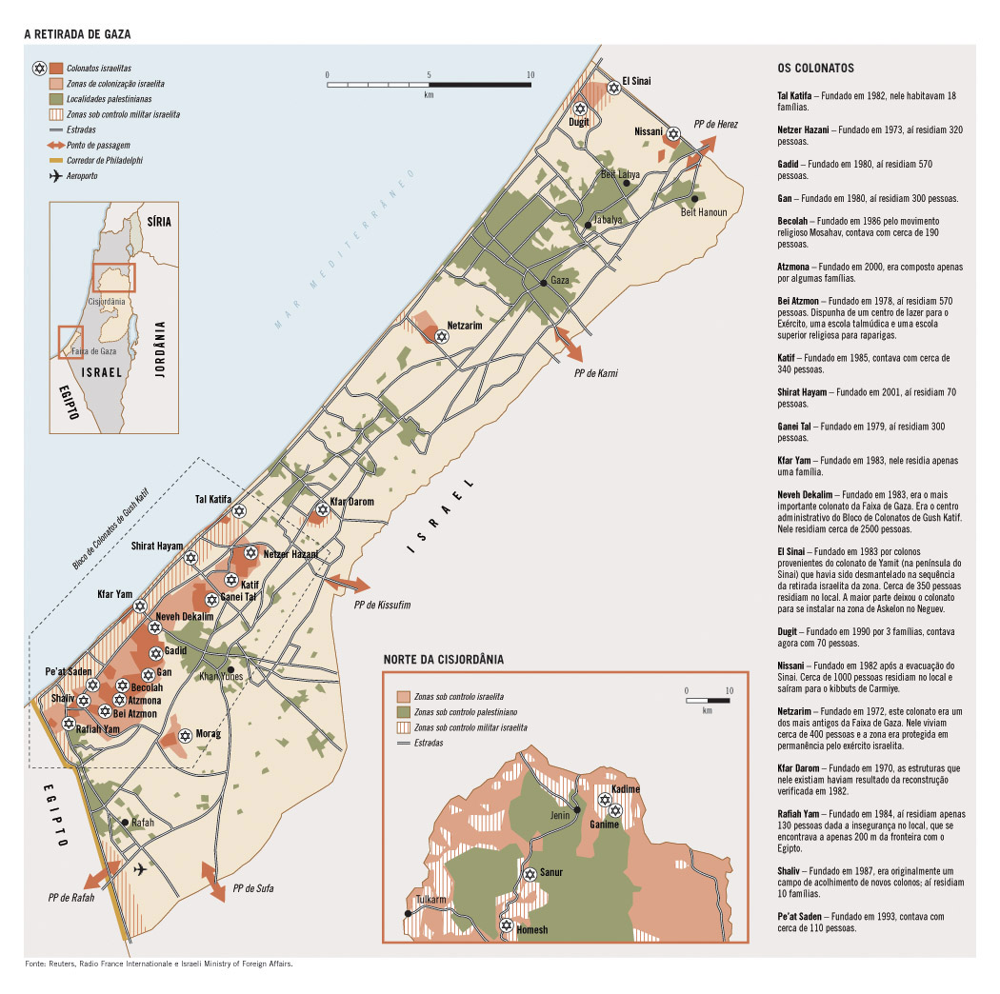 A RETIRADA DE GAZA
Colonatos israelitas
Zonas de colonização israelita
Localidades palestinianas
Zonas sob controlo militar israelita
Estradas
Ponto de passagem
Corredor de Philadelphi
Aeroporto
0 5 10
km
SÍRIA
Cisjordânia
Faixa de Gaza
ISRAEL
JORDÂNIA
EGIPTO
MAR MEDITERRÂNEO
El Sinai
Dugit
Nissani
PP de Herez
Beit Lahya
Beit Hanoun
Jabalya
Gaza
Netzarim
PP de Karni
ISRAEL
Bloco de Colonatos de Gush Katif
Tal Katifa
Kfar Darom
Shirat Hayam
Netzer Hazani
Katif
Ganei Tal
Kfar Yam
PP de Kissufim
Neveh Dekalim
Gadid
Khan Yunes
Pe'at Saden
Gan
Becolah
Shaliv
Atzmona
Bei Atzmon
Rafiah Yam
Morag
EGIPTO
Rafah
PP de Rafah
PP de Sufa
NORTE DA CISJORDÂNIA
Zonas sob controlo israelita
Zonas sob controlo palestiniano
Zonas sob controlo militar israelita
Estradas
0 10
km
Kadime
Jenin
Ganime
Sanur
Tulkarm
Homesh
OS COLONATOS
Tal Katifa – Fundado em 1982, nele habitavam 18
famílias.
Netzer Hazani – Fundado em 1973, aí residiam 320
pessoas.
Gadid – Fundado em 1980, aí residiam 570
pessoas.
Gan – Fundado em 1980, aí residiam 300 pessoas.
Becolah – Fundado em 1986 pelo movimento
religioso Mosahav, contava com cerca de 190
pessoas.
Atzmona – Fundado em 2000, era composto apenas
por algumas famílias.
Bei Atzmon – Fundado em 1978, aí residiam 570
pessoas. Dispunha de um centro de lazer para o
Exército, uma escola talmúdica e uma escola
superior religiosa para raparigas.
Katif – Fundado em 1985, contava com cerca de
340 pessoas.
Shirat Hayam – Fundado em 2001, aí residiam 70
pessoas.
Ganei Tal – Fundado em 1979, aí residiam 300
pessoas.
Kfar Yam – Fundado em 1983, nele residia apenas
uma família.
Neveh Dekalim – Fundado em 1983, era o mais
importante colonato da Faixa de Gaza. Era o centro
administrativo do Bloco de Colonatos de Gush Katif.
Nele residiam cerca de 2500 pessoas.
El Sinai – Fundado em 1983 por colonos
provenientes do colonato de Yamit (na península do
Sinai) que havia sido desmantelado na sequência
da retirada israelita da zona. Cerca de 350 pessoas
residiam no local. A maior parte deixou o colonato
para se instalar na zona de Askelon no Neguev.
Dugit – Fundado em 1990 por 3 famílias, contava
agora com 70 pessoas.
Nissani – Fundado em 1982 após a evacuação do
Sinai. Cerca de 1000 pessoas residiam no local e
saíram para o kibbuts de Carmiye.
Netzarim – Fundado em 1972, este colonato era um
dos mais antigos da Faixa de Gaza. Nele viviam
cerca de 400 pessoas e a zona era protegida em
permanência pelo exército israelita.
Kfar Darom – Fundado em 1970, as estruturas que
nele existiam haviam resultado da reconstrução
verificada em 1982.
Rafiah Yam – Fundado em 1984, aí residiam apenas
130 pessoas dada a insegurança no local, que se
encontrava a apenas 200 m da fronteira com o
Egipto.
Shaliv – Fundado em 1987, era originalmente um
campo de acolhimento de novos colonos; aí residiam
10 famílias.
Pe'at Saden – Fundado em 1993, contava com
cerca de 110 pessoas.
Fonte: Reuters, Radio France Internationale e Israeli Ministry of Foreign Affairs.